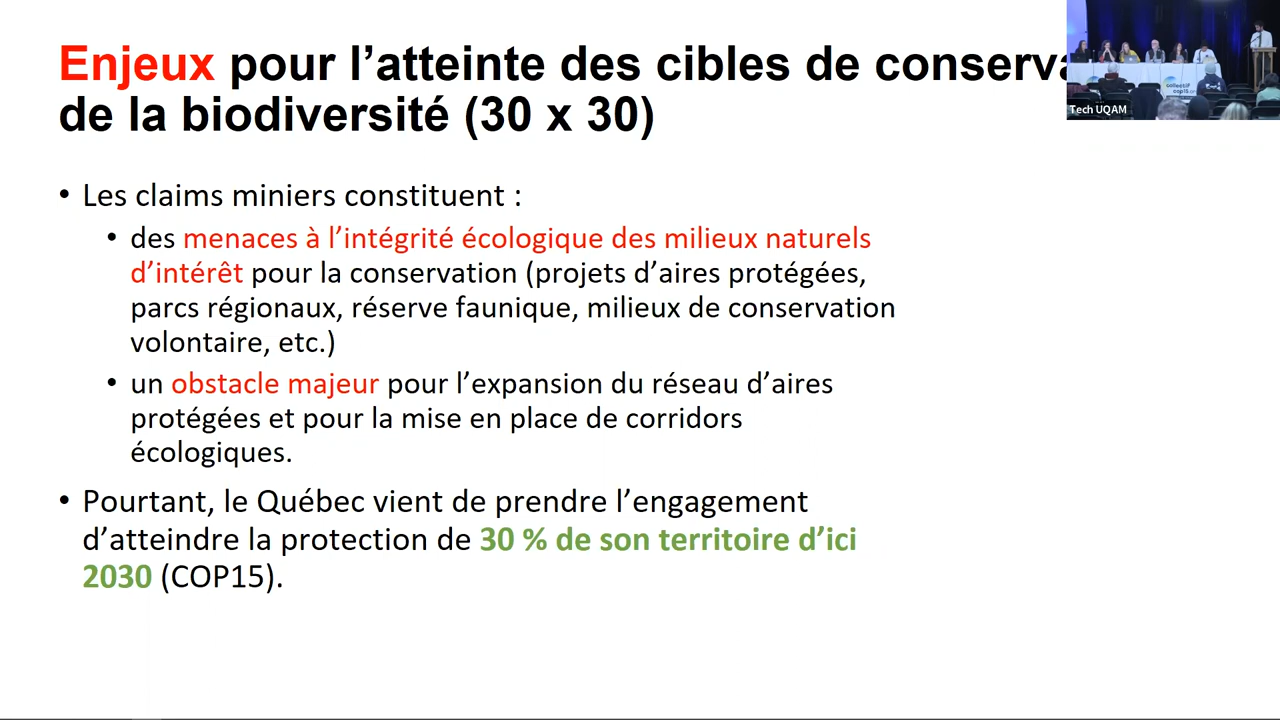 Enjeux pour l’atteinte des cibles de conserva
de la biodiversité (30 x 30)
Tech UQAM
collectif
cop15
• Les claims miniers constituent :
• des menaces à l’intégrité écologique des milieux naturels
d’intérêt pour la conservation (projets d’aires protégées,
parcs régionaux, réserve faunique, milieux de conservation
volontaire, etc.)
• un obstacle majeur pour l’expansion du réseau d’aires
protégées et pour la mise en place de corridors
écologiques.
• Pourtant, le Québec vient de prendre l’engagement
d’atteindre la protection de 30 % de son territoire d’ici
2030 (COP15).